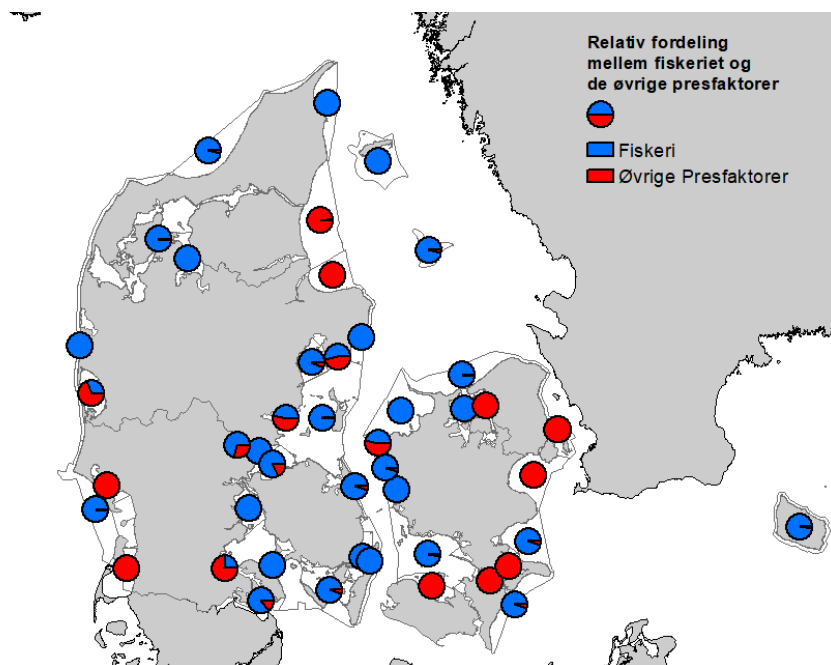 Relativ fordeling
mellem fiskeriet og
de øvrige presfaktorer
Fiskeri
Øvrige Presfaktorer